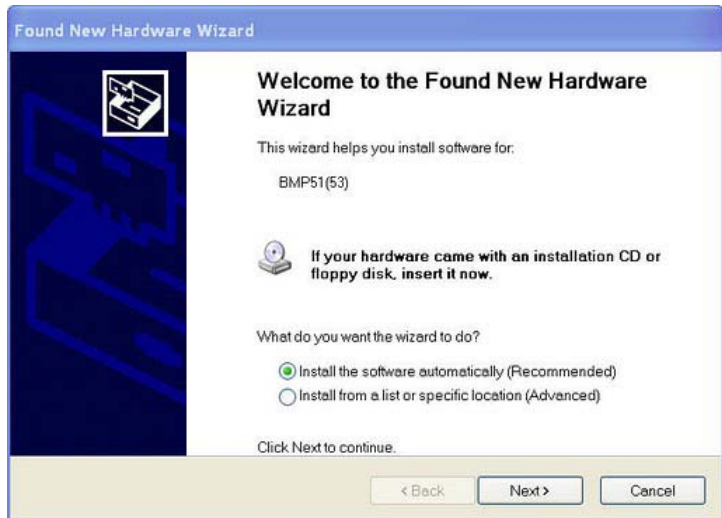 Found New Hardware Wizard
Welcome to the Found New Hardware
Wizard
This wizard helps you install software for:
BMP51(53)
If your hardware came with an installation CD or
floppy disk, insert it now.
What do you want the wizard to do?
Install the software automatically (Recommended)
Install from a list or specific location (Advanced)
Click Next to continue.
< Back Next > Cancel